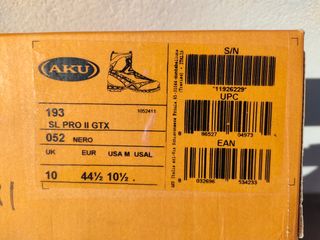 AKU
193
1052411
SL PRO II GTX
052 NERO
UK EUR USA M USAL
10 44½ 10½ .
S/N
"11926229"
UPC
EAN